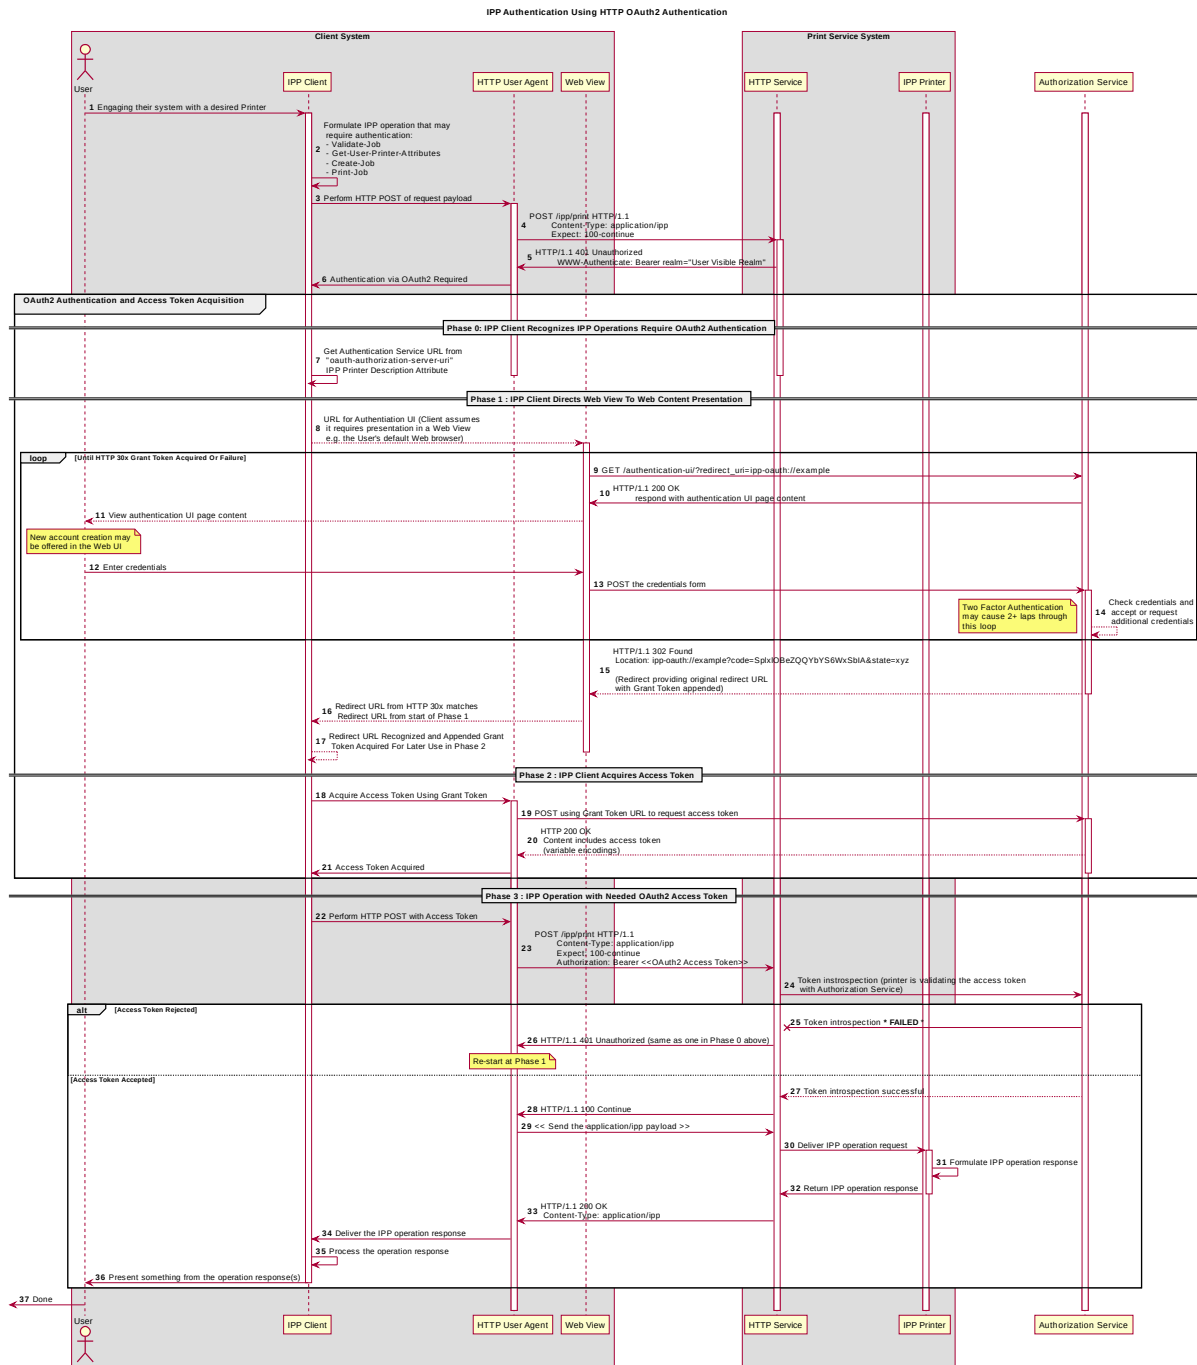 IPP Authentication Using HTTP OAuth2 Authentication
Client System
Print Service System
User
IPP Client
HTTP User Agent
Web View
HTTP Service
IPP Printer
Authorization Service
1 Engaging their system with a desired Printer
Formulate IPP operation that may
require authentication:
2
- Validate-Job
- Get-User-Printer-Attributes
- Create-Job
- Print-Job
3 Perform HTTP POST of request payload
POST /ipp/print HTTP/1.1
4 Content-Type: application/ipp
Expect: 100-continue
HTTP/1.1 401 Unauthorized
5 WWW-Authenticate: Bearer realm="User Visible Realm"
6 Authentication via OAuth2 Required
OAuth2 Authentication and Access Token Acquisition
Phase 0: IPP Client Recognizes IPP Operations Require OAuth2 Authentication
Get Authentication Service URL from
7 "oauth-authorization-server-uri"
IPP Printer Description Attribute
Phase 1 : IPP Client Directs Web View To Web Content Presentation
URL for Authentiation UI (Client assumes
8 it requires presentation in a Web View
e.g. the User's default Web browser)
loop [Until HTTP 30x Grant Token Acquired Or Failure]
9 GET /authentication-ui/?redirect_uri=ipp-oauth://example
10 HTTP/1.1 200 OK
respond with authentication UI page content
11 View authentication UI page content
New account creation may
be offered in the Web UI
12 Enter credentials
13 POST the credentials form
Two Factor Authentication
may cause 2+ laps through
this loop
Check credentials and
14 accept or request
additional credentials
HTTP/1.1 302 Found
Location: ipp-oauth://example?code=SplxlOBeZQQYbYS6WxSbIA&state=xyz
15
(Redirect providing original redirect URL
with Grant Token appended)
16 Redirect URL from HTTP 30x matches
Redirect URL from start of Phase 1
17 Redirect URL Recognized and Appended Grant
Token Acquired For Later Use in Phase 2
Phase 2 : IPP Client Acquires Access Token
18 Acquire Access Token Using Grant Token
19 POST using Grant Token URL to request access token
HTTP 200 OK
20 Content includes access token
(variable encodings)
21 Access Token Acquired
Phase 3 : IPP Operation with Needed OAuth2 Access Token
22 Perform HTTP POST with Access Token
POST /ipp/print HTTP/1.1
Content-Type: application/ipp
23
Expect: 100-continue
Authorization: Bearer <<OAuth2 Access Token>>
24 Token instrospection (printer is validating the access token
with Authorization Service)
alt [Access Token Rejected]
25 Token introspection * FAILED *
26 HTTP/1.1 401 Unauthorized (same as one in Phase 0 above)
Re-start at Phase 1
[Access Token Accepted]
27 Token introspection successful
28 HTTP/1.1 100 Continue
29 << Send the application/ipp payload >>
30 Deliver IPP operation request
31 Formulate IPP operation response
32 Return IPP operation response
33 HTTP/1.1 200 OK
Content-Type: application/ipp
34 Deliver the IPP operation response
35 Process the operation response
36 Present something from the operation response(s)
37 Done
User
IPP Client
HTTP User Agent
Web View
HTTP Service
IPP Printer
Authorization Service